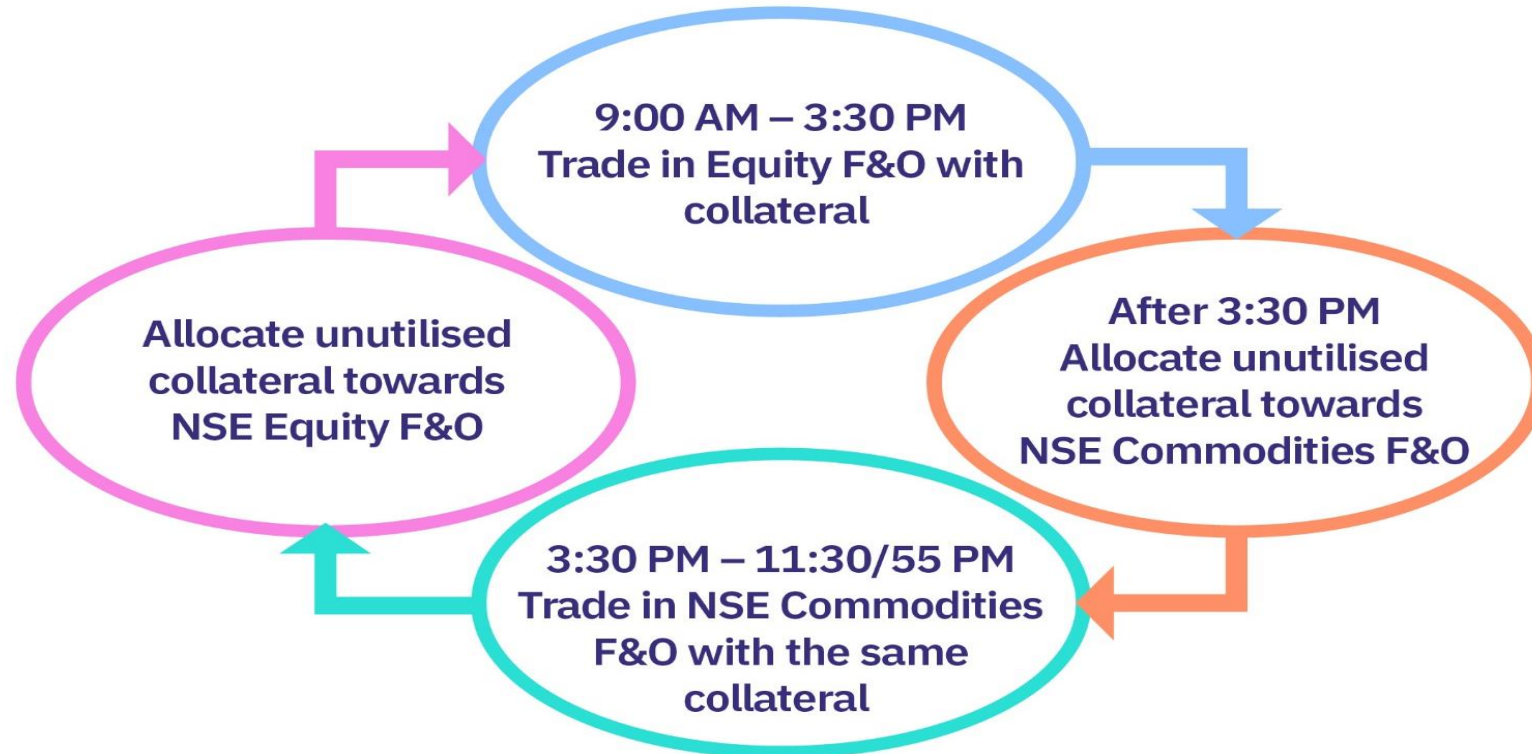 9:00 AM – 3:30 PM
Trade in Equity F&O with
collateral
After 3:30 PM
Allocate unutilised
collateral towards
NSE Commodities F&O
3:30 PM – 11:30/55 PM
Trade in NSE Commodities
F&O with the same
collateral
Allocate unutilised
collateral towards
NSE Equity F&O